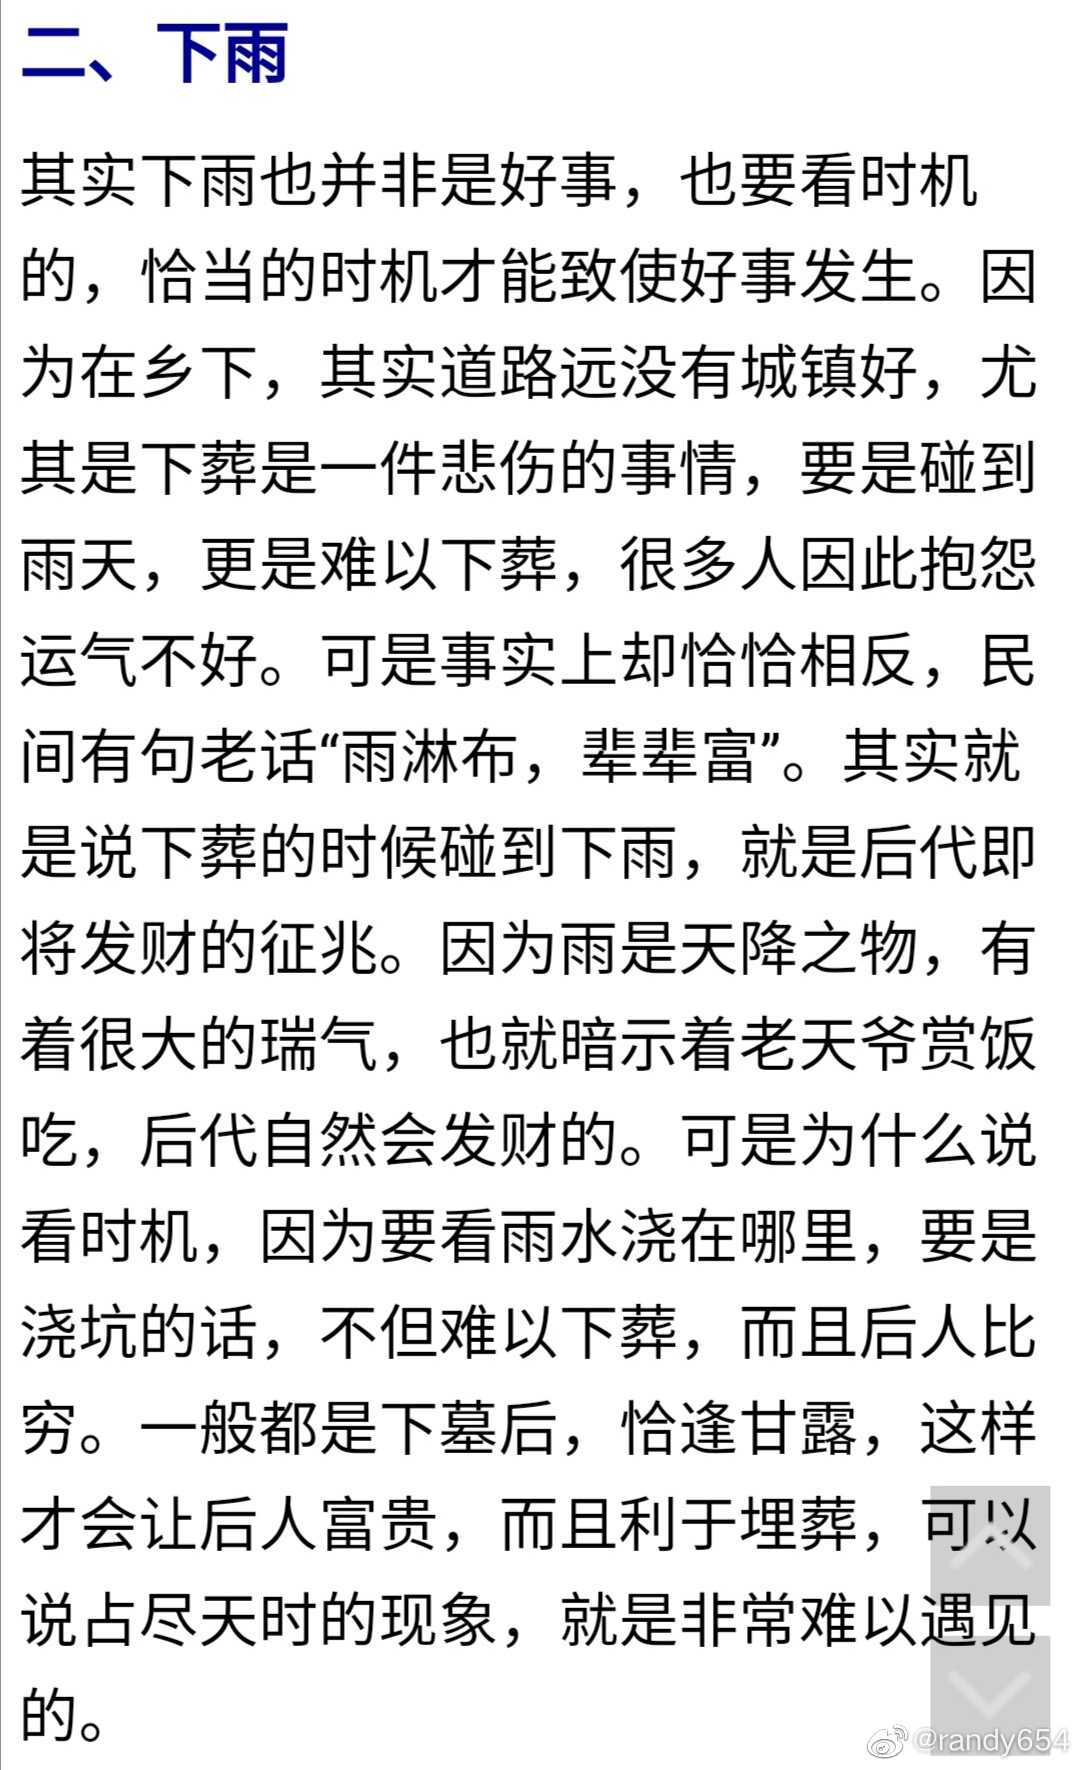 二、下雨
其实下雨也并非是好事，也要看时机
的，恰当的时机才能致使好事发生。因
为在乡下，其实道路远没有城镇好，尤
其是下葬是一件悲伤的事情，要是碰到
雨天，更是难以下葬，很多人因此抱怨
运气不好。可是事实上却恰恰相反，民
间有句老话“雨淋布，辈辈富”。其实就
是说下葬的时候碰到下雨，就是后代即
将发财的征兆。因为雨是天降之物，有
着很大的瑞气，也就暗示着老天爷赏饭
吃，后代自然会发财的。可是为什么说
看时机，因为要看雨水浇在哪里，要是
浇坑的话，不但难以下葬，而且后人比
穷。一般都是下墓后，恰逢甘露，这样
才会让后人富贵，而且利于埋葬，可以
说占尽天时的现象，就是非常难以遇见
的。
@randy654